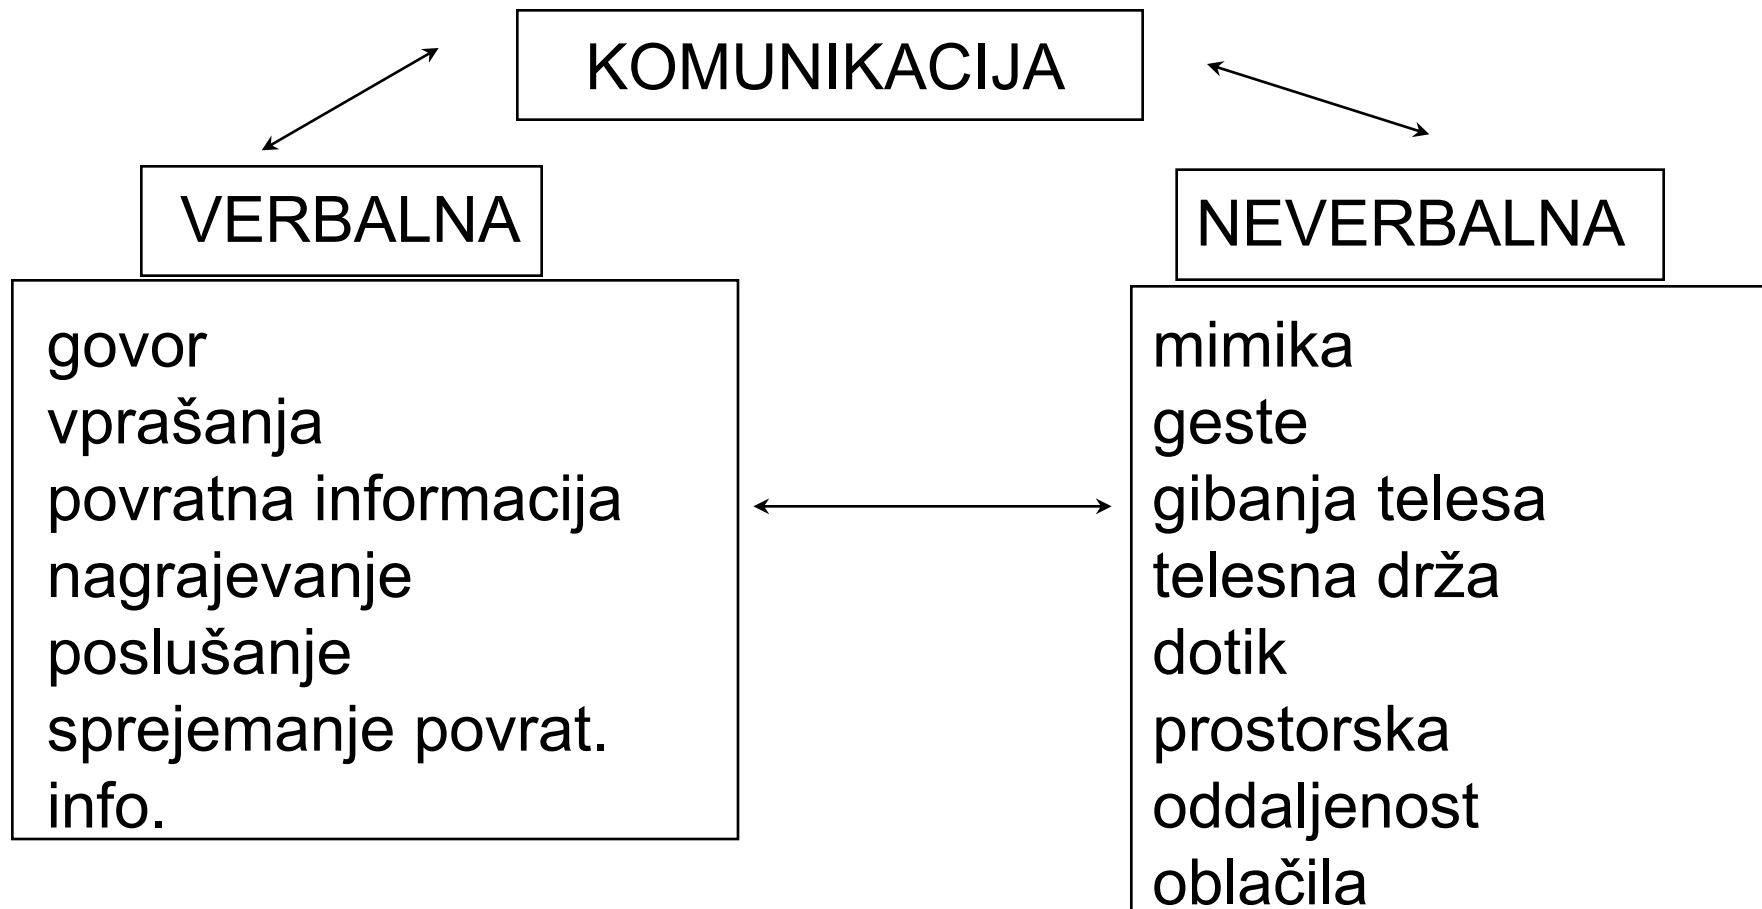 KOMUNIKACIJA
VERBALNA
NEVERBALNA
govor
vprašanja
povratna informacija
nagrajevanje
poslušanje
sprejemanje povrat.
info.
mimika
geste
gibanja telesa
telesna drža
dotik
prostorska
oddaljenost
oblačila